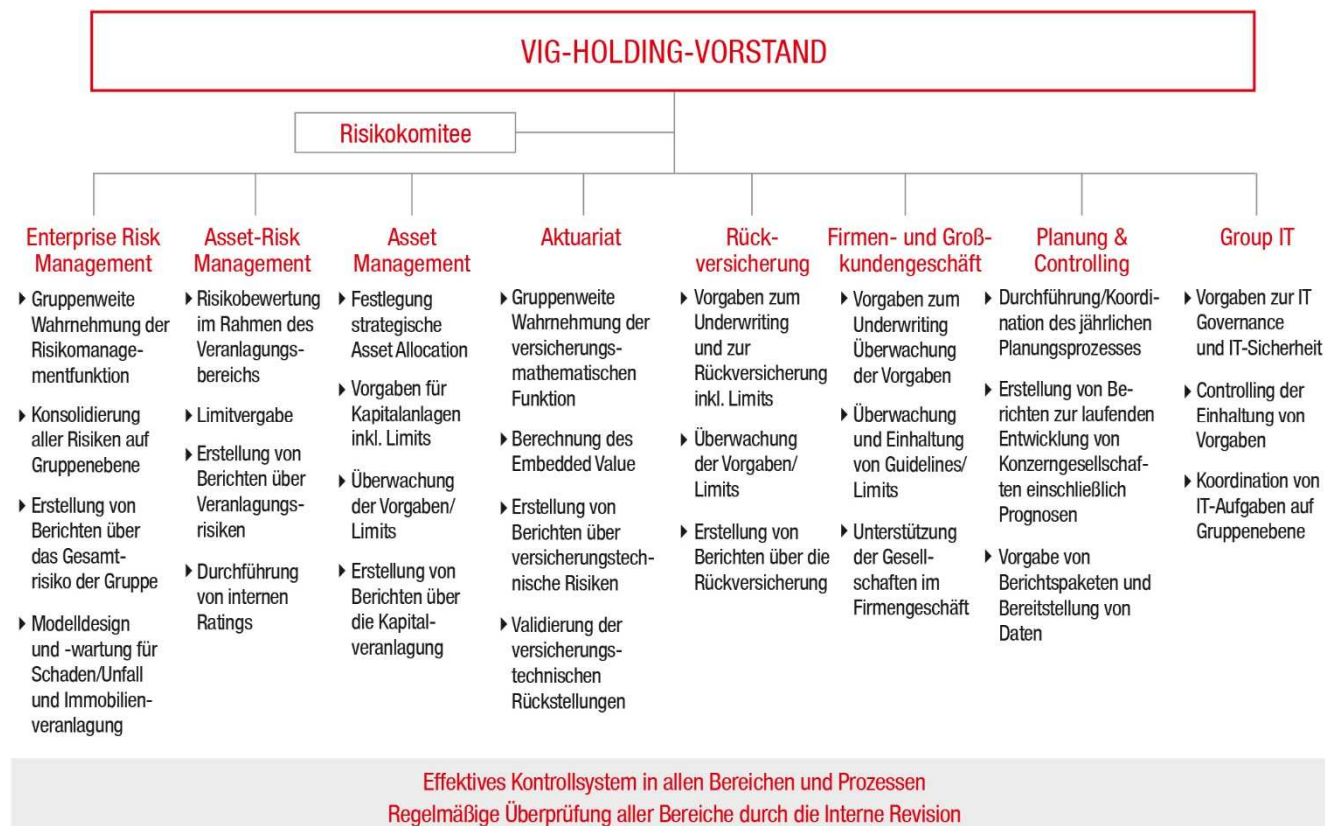 VIG-HOLDING-VORSTAND
Risikokomitee
Enterprise Risk
Management
▸ Gruppenweite
Wahrnehmung der
Risikomanage-
mentfunktion
▸ Konsolidierung
aller Risiken auf
Gruppenebene
▸ Erstellung von
Berichten über
das Gesamt-
risiko der Gruppe
▸ Modelldesign
und -wartung für
Schaden/Unfall
und Immobilien-
veranlagung
Asset-Risk
Management
▸ Risikobewertung
im Rahmen des
Veranlagungs-
bereichs
▸ Limitvergabe
▸ Erstellung von
Berichten über
Veranlagungs-
risiken
▸ Durchführung
von internen
Ratings
Asset
Management
▸ Festlegung
strategische
Asset Allocation
▸ Vorgaben für
Kapitalanlagen
inkl. Limits
▸ Überwachung
der Vorgaben/
Limits
▸ Erstellung von
Berichten über
die Kapital-
veranlagung
Aktuariat
▸ Gruppenweite
Wahrnehmung der
versicherungs-
mathematischen
Funktion
▸ Berechnung des
Embedded Value
▸ Erstellung von
Berichten über
versicherungstech-
nische Risiken
▸ Validierung der
versicherungs-
technischen
Rückstellungen
Rück-
versicherung
▸ Vorgaben zum
Underwriting
und zur
Rückversicherung
inkl. Limits
▸ Überwachung
der Vorgaben/
Limits
▸ Erstellung von
Berichten über die
Rückversicherung
Firmen- und Groß-
kundengeschäft
▸ Vorgaben zum
Underwriting
Überwachung
der Vorgaben
▸ Überwachung
und Einhaltung
von Guidelines/
Limits
▸ Unterstützung
der Gesell-
schaften im
Firmengeschäft
Planung &
Controlling
▸ Durchführung/Koordi-
nation des jährlichen
Planungsprozesses
▸ Erstellung von Be-
richten zur laufenden
Entwicklung von
Konzerngesellschaf-
ten einschließlich
Prognosen
▸ Vorgabe von
Berichtspaketen und
Bereitstellung von
Daten
Group IT
▸ Vorgaben zur IT
Governance
und IT-Sicherheit
▸ Controlling der
Einhaltung von
Vorgaben
▸ Koordination von
IT-Aufgaben auf
Gruppenebene
Effektives Kontrollsystem in allen Bereichen und Prozessen
Regelmäßige Überprüfung aller Bereiche durch die Interne Revision